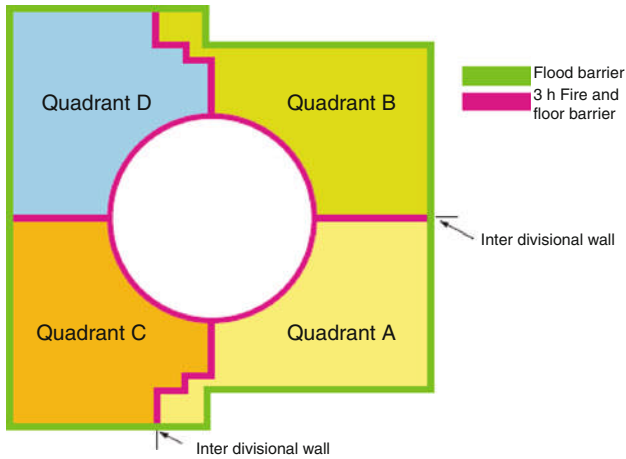 Quadrant D
Quadrant B
Flood barrier
3 h Fire and
floor barrier
Inter divisional wall
Quadrant C
Quadrant A
Inter divisional wall